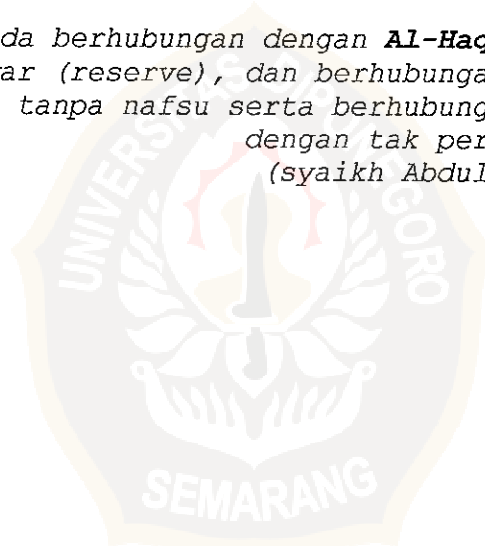 da berhubungan dengan Al-Haq
ar (reserve), dan berhubunga
tanpa nafsu serta berhubung
dengan tak per
(syaikh Abdul
UNIVERSITAS DIPONEGORO
SEMARANG